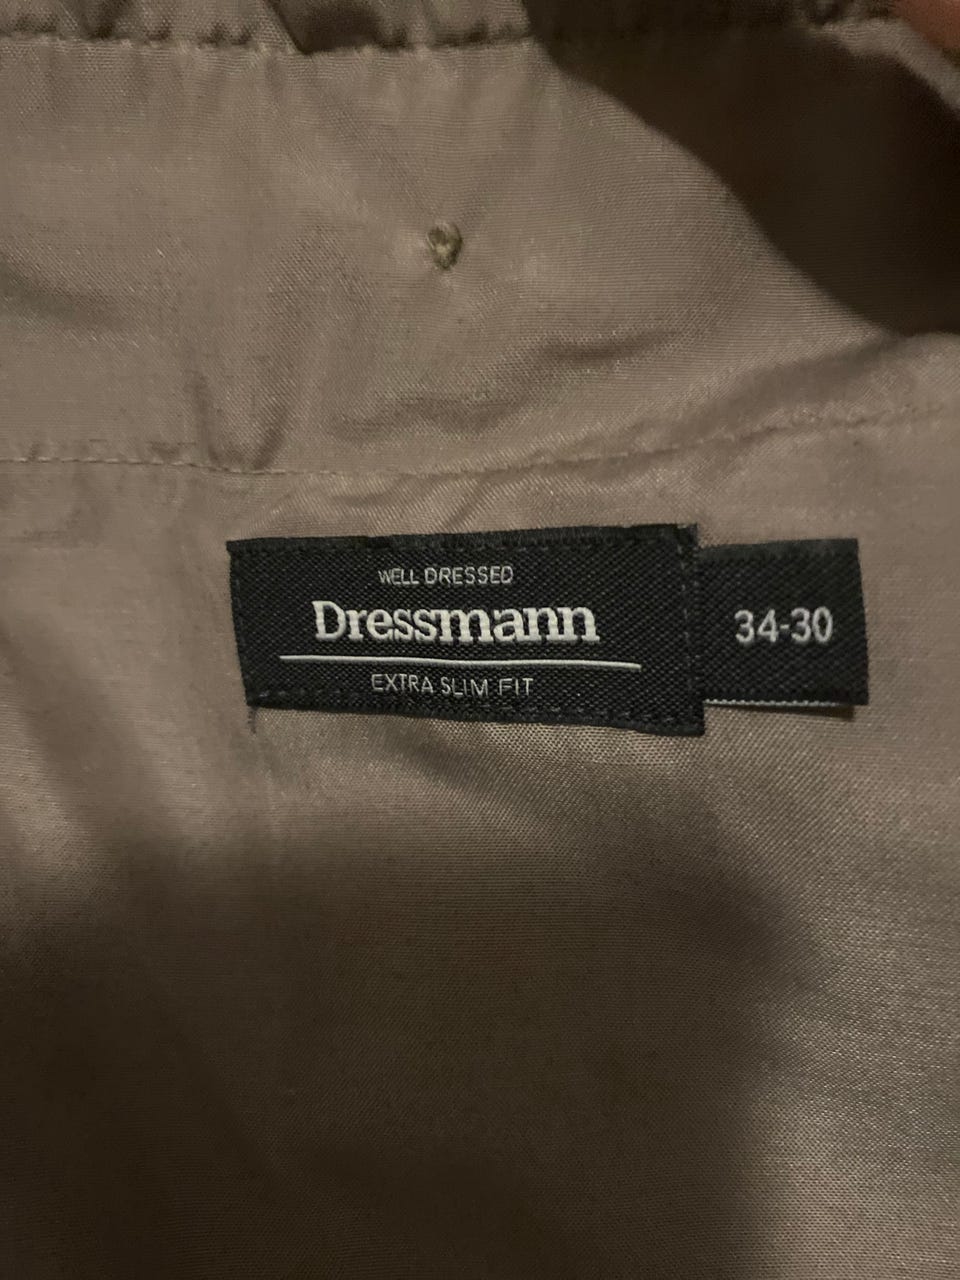 WELL DRESSED
Dressmann
EXTRA SLIM FIT
34-30